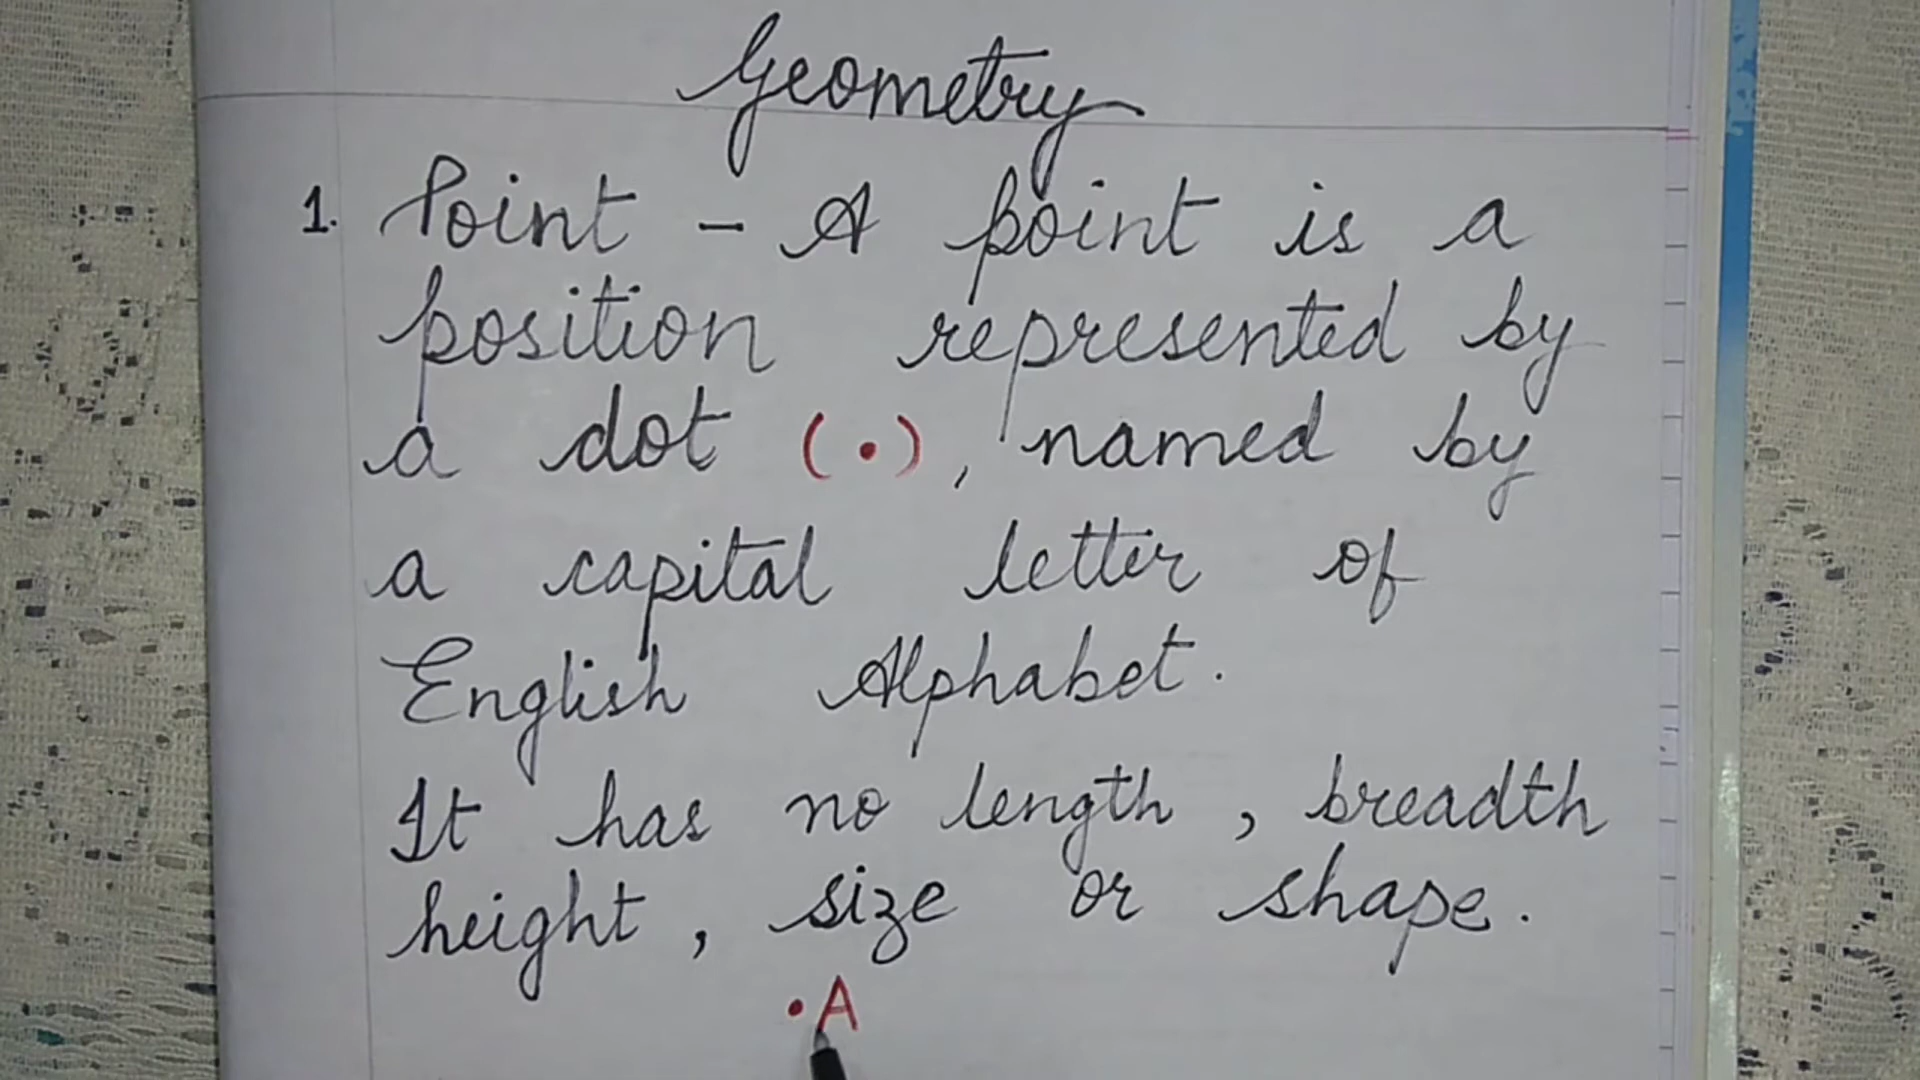 Geometry
1. Point - A point is a
position represented by
a dot (•), named by
a capital letter of
English Alphabet.
It has no length, breadth
height, size or shape.
•A